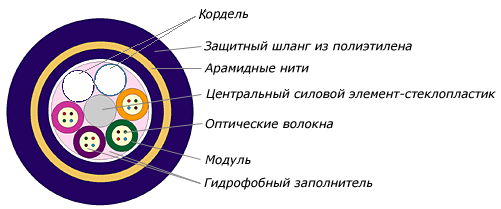 Кордель
Защитный шланг из полиэтилена
Арамидные нити
Центральный силовой элемент-стеклопластик
Оптические волокна
Модуль
Гидрофобный заполнитель